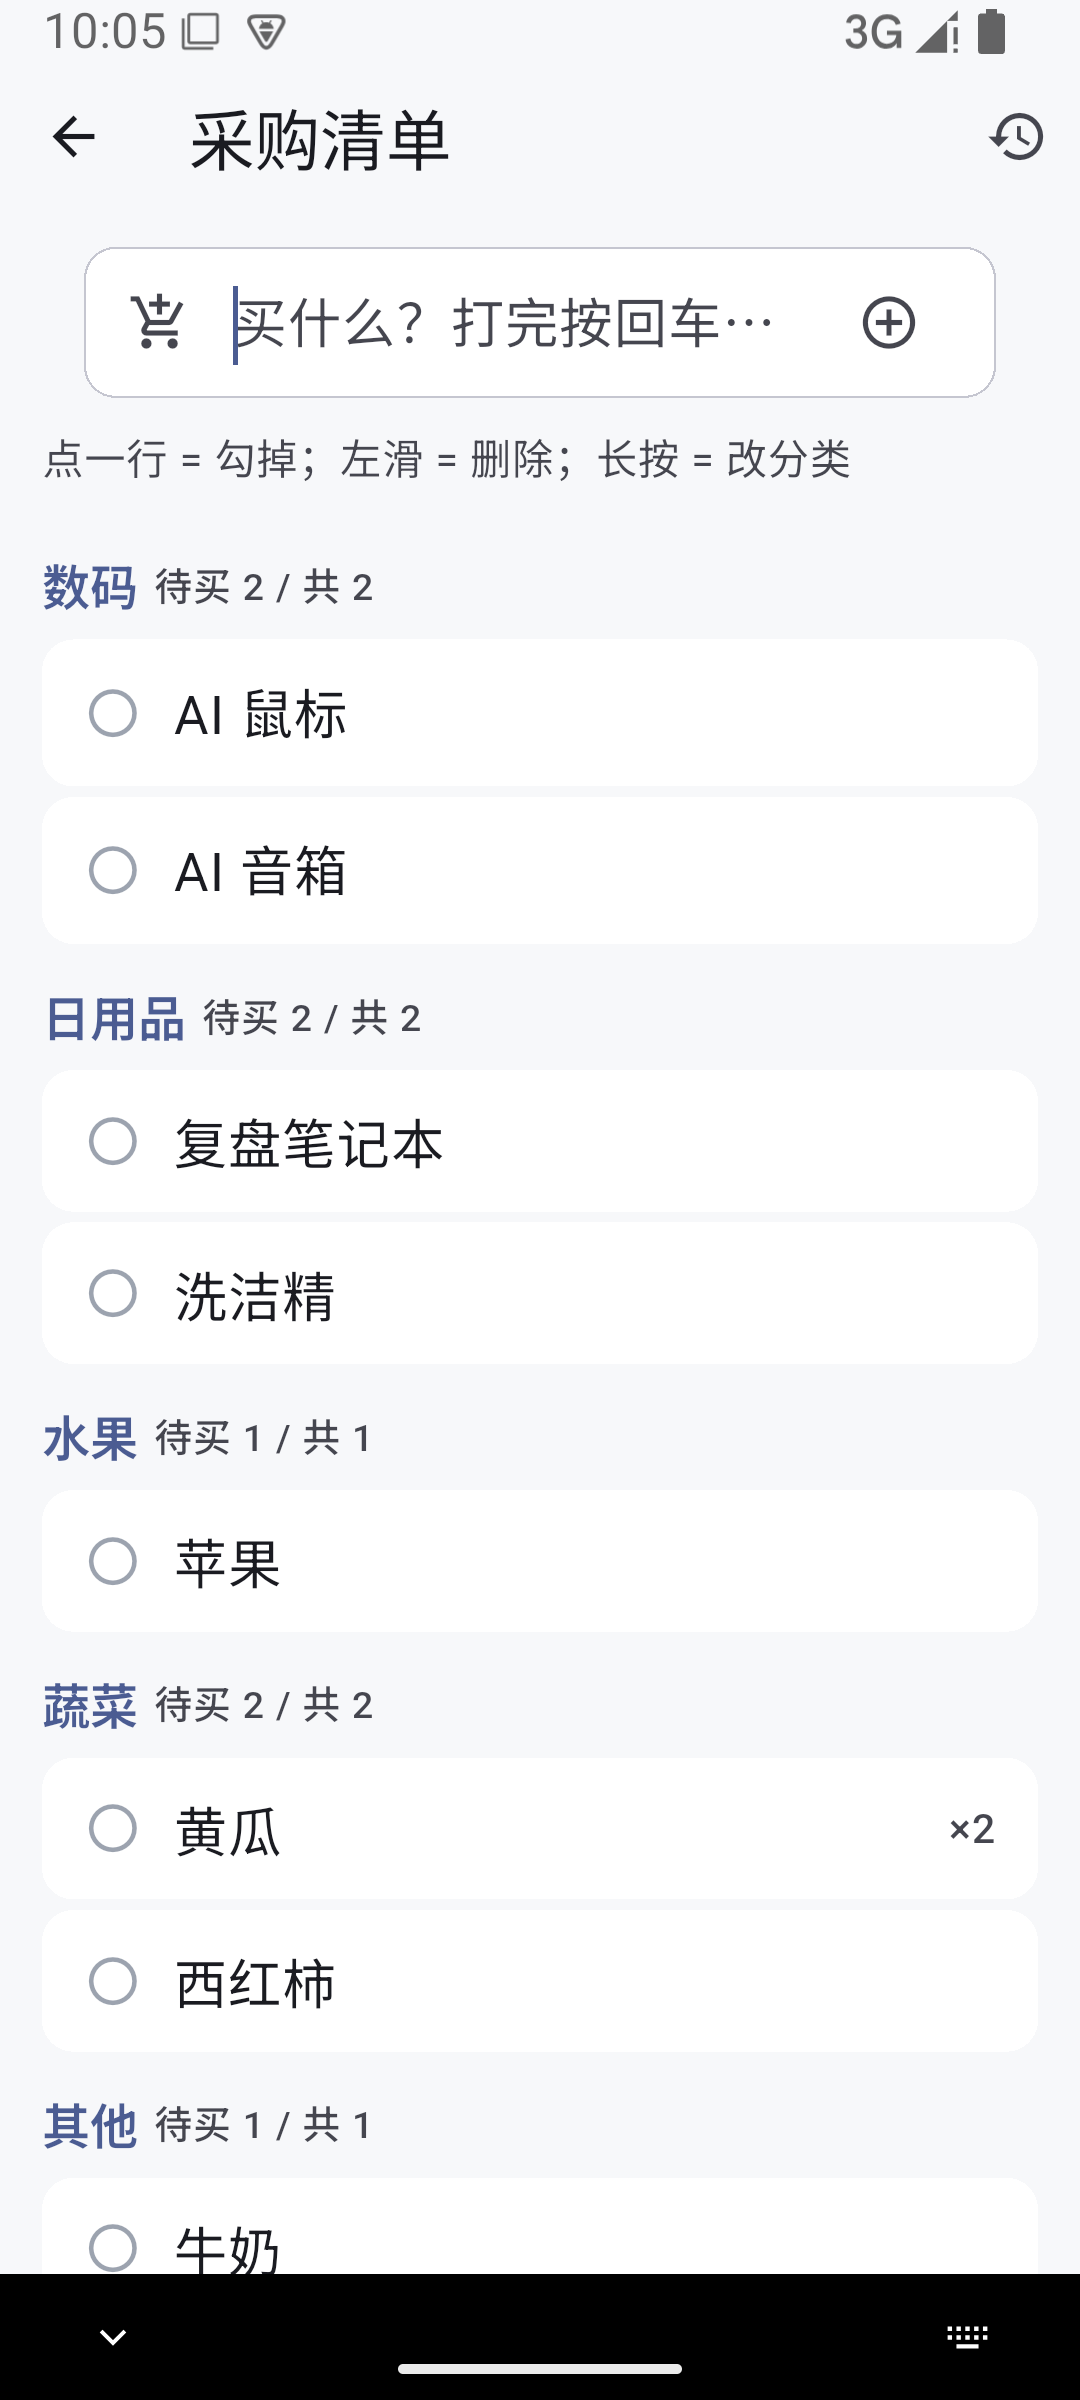 10:05
3G
采购清单
买什么？打完按回车…
点一行 = 勾掉；左滑 = 删除；长按 = 改分类
数码 待买 2 / 共 2
AI 鼠标
AI 音箱
日用品 待买 2 / 共 2
复盘笔记本
洗洁精
水果 待买 1 / 共 1
苹果
蔬菜 待买 2 / 共 2
黄瓜 ×2
西红柿
其他 待买 1 / 共 1
牛奶